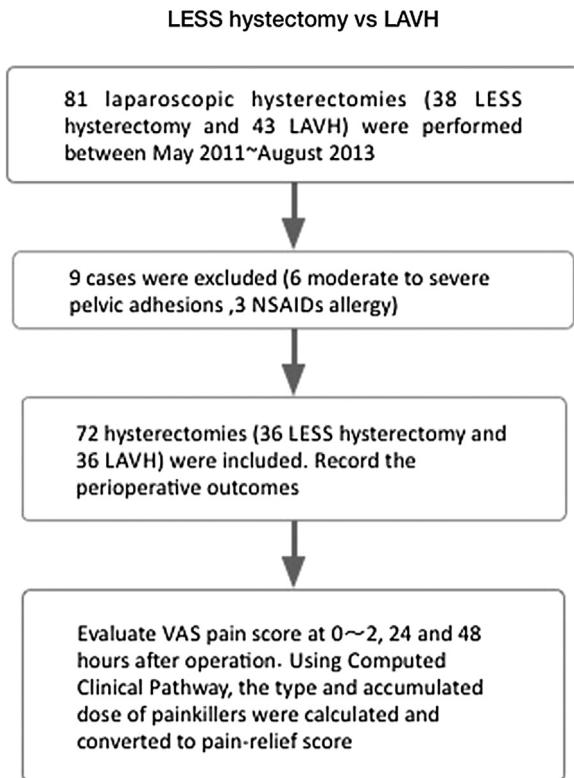 LESS hystectomy vs LAVH
81 laparoscopic hysterectomies (38 LESS
hysterectomy and 43 LAVH) were performed
between May 2011~August 2013
9 cases were excluded (6 moderate to severe
pelvic adhesions ,3 NSAIDs allergy)
72 hysterectomies (36 LESS hysterectomy and
36 LAVH) were included. Record the
perioperative outcomes
Evaluate VAS pain score at 0~2, 24 and 48
hours after operation. Using Computed
Clinical Pathway, the type and accumulated
dose of painkillers were calculated and
converted to pain-relief score